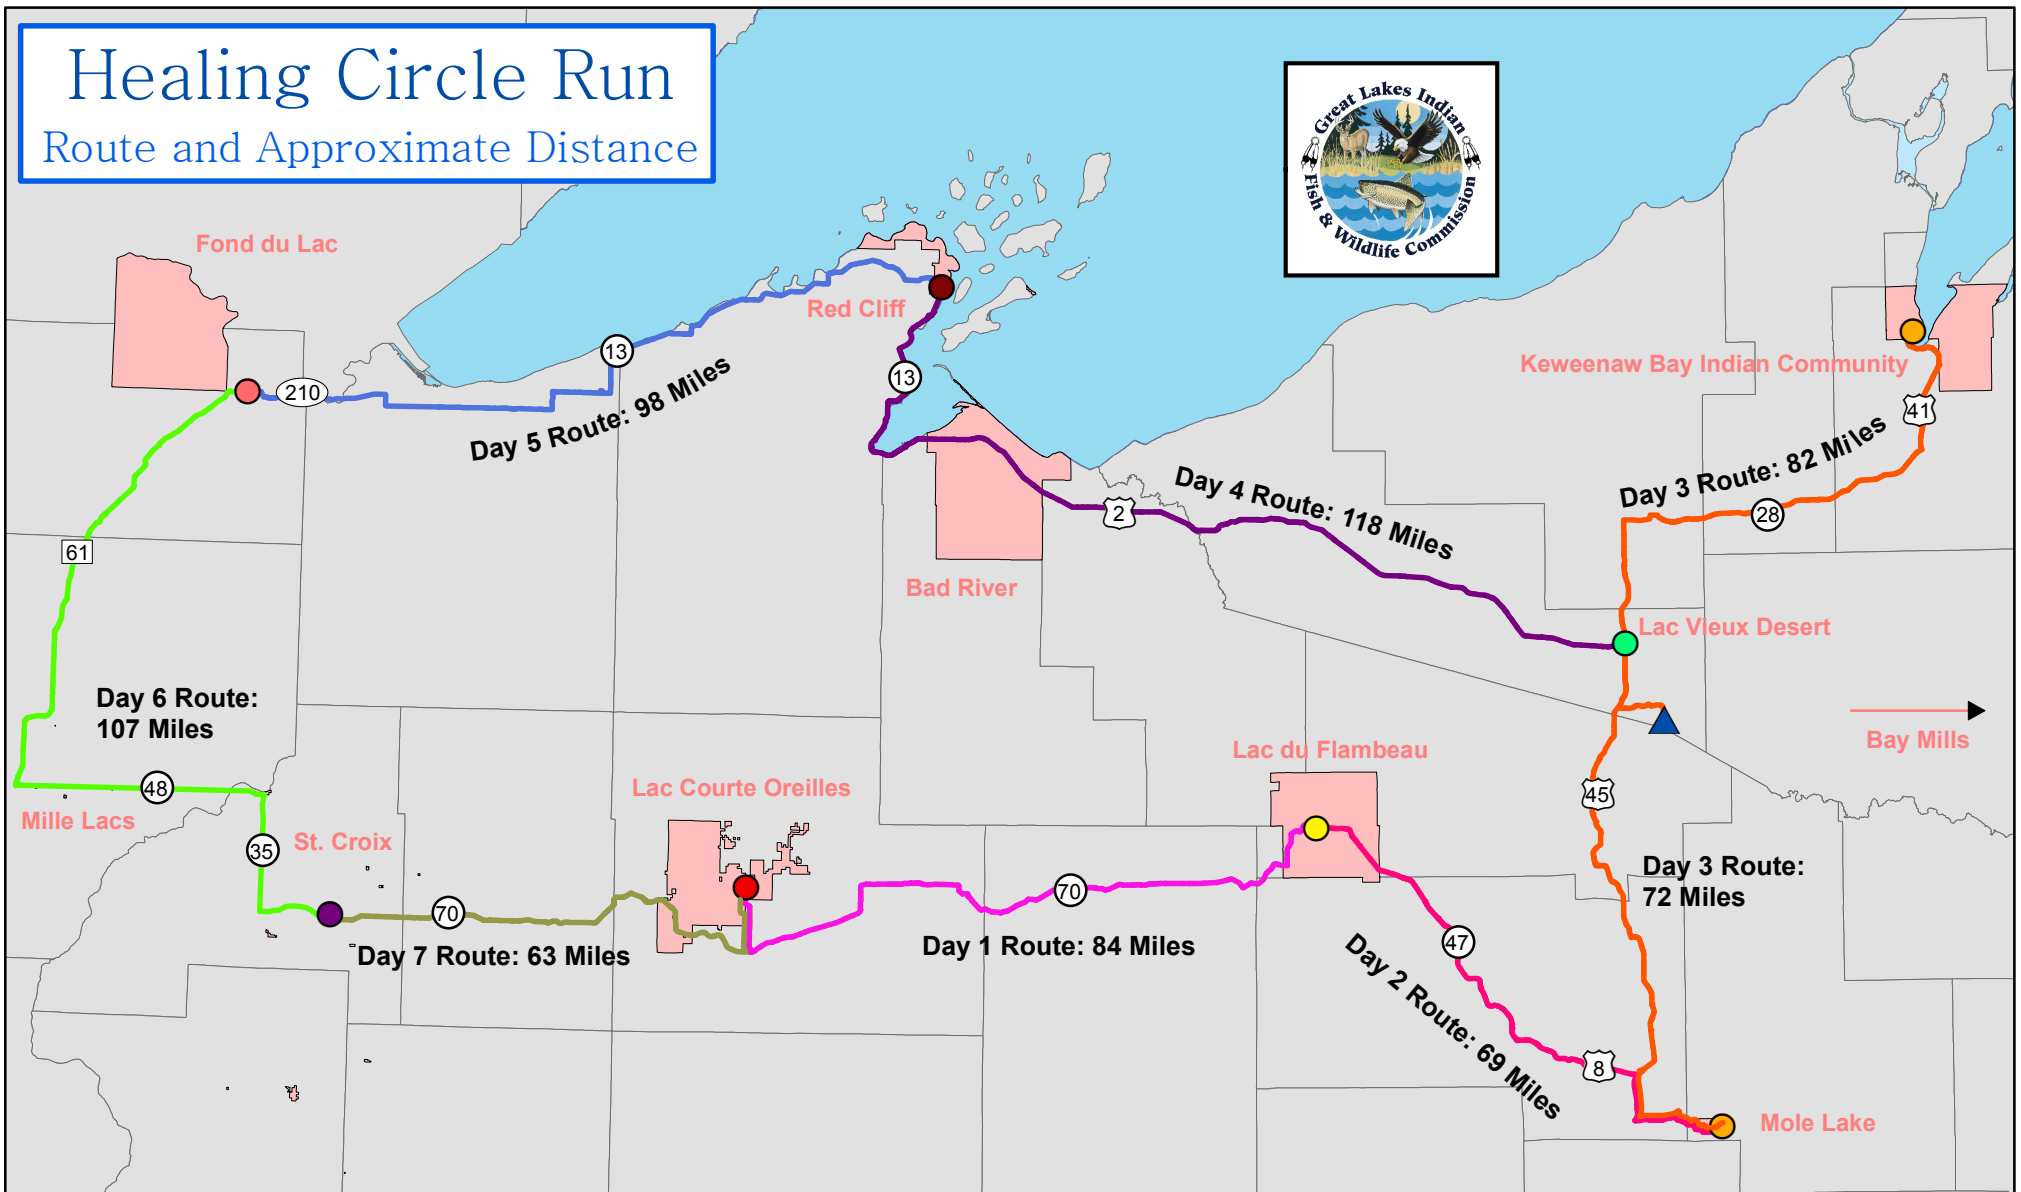 Healing Circle Run
Route and Approximate Distance
Great Lakes Indian
Fish & Wildlife Commission
Fond du Lac
Red Cliff
Keweenaw Bay Indian Community
13
13
210
Day 5 Route: 98 Miles
41
Day 3 Route: 82 Miles
28
Day 4 Route: 118 Miles
2
61
Bad River
Lac Vieux Desert
Day 6 Route:
107 Miles
Bay Mills
Lac du Flambeau
48
Lac Courte Oreilles
45
Mille Lacs
St. Croix
35
Day 3 Route:
72 Miles
70
70
Day 7 Route: 63 Miles
Day 1 Route: 84 Miles
47
Day 2 Route: 69 Miles
8
Mole Lake